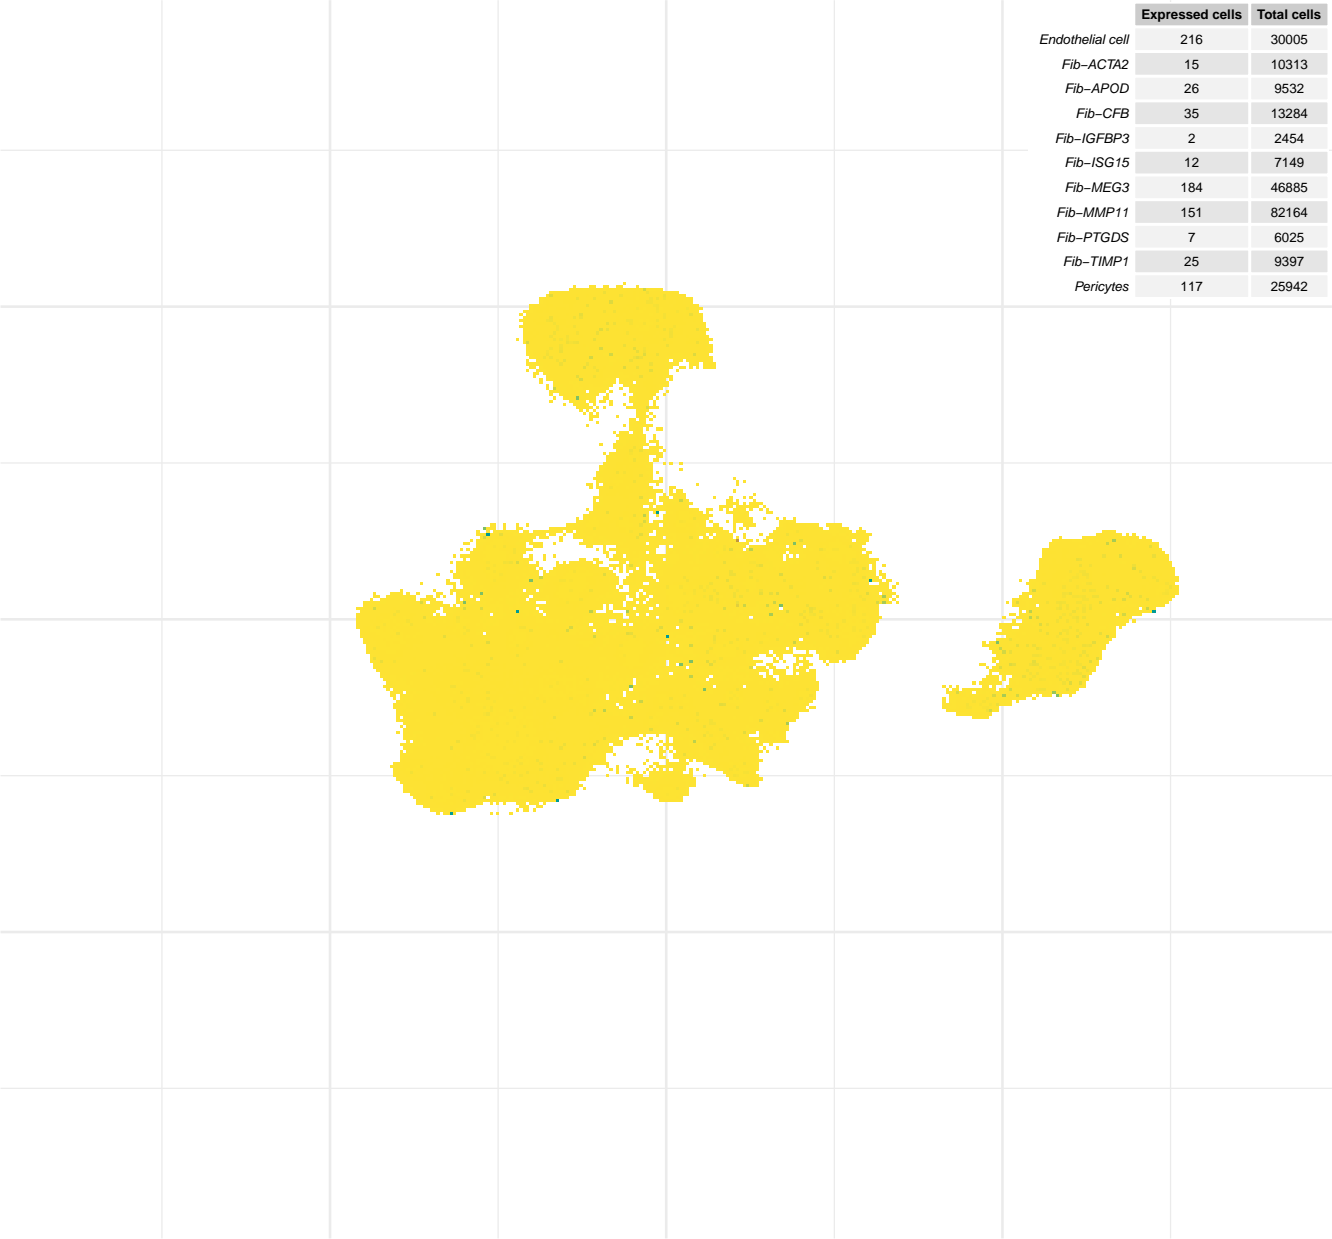 Expressed cells Total cells
Endothelial cell 216 30005
Fib−ACTA2 15 10313
Fib−APOD 26 9532
Fib−CFB 35 13284
Fib−IGFBP3 2 2454
Fib−ISG15 12 7149
Fib−MEG3 184 46885
Fib−MMP11 151 82164
Fib−PTGDS 7 6025
Fib−TIMP1 25 9397
Pericytes 117 25942